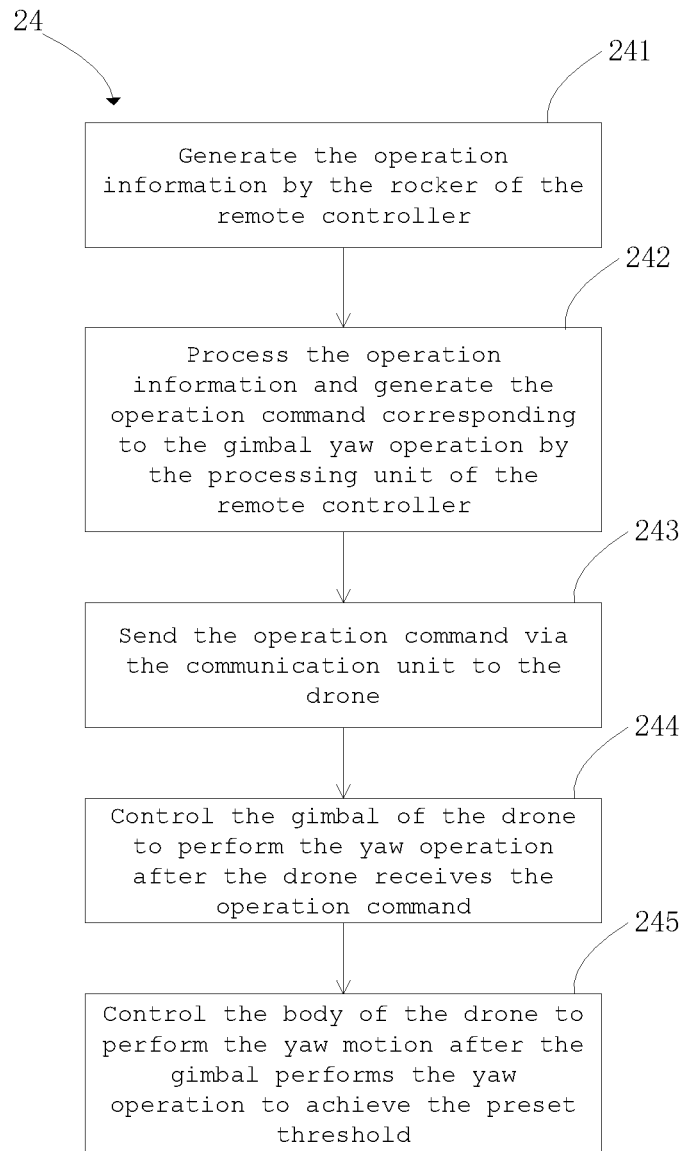 24
241
Generate the operation
information by the rocker of the
remote controller
242
Process the operation
information and generate the
operation command corresponding
to the gimbal yaw operation by
the processing unit of the
remote controller
243
Send the operation command via
the communication unit to the
drone
244
Control the gimbal of the drone
to perform the yaw operation
after the drone receives the
operation command
245
Control the body of the drone to
perform the yaw motion after the
gimbal performs the yaw
operation to achieve the preset
threshold